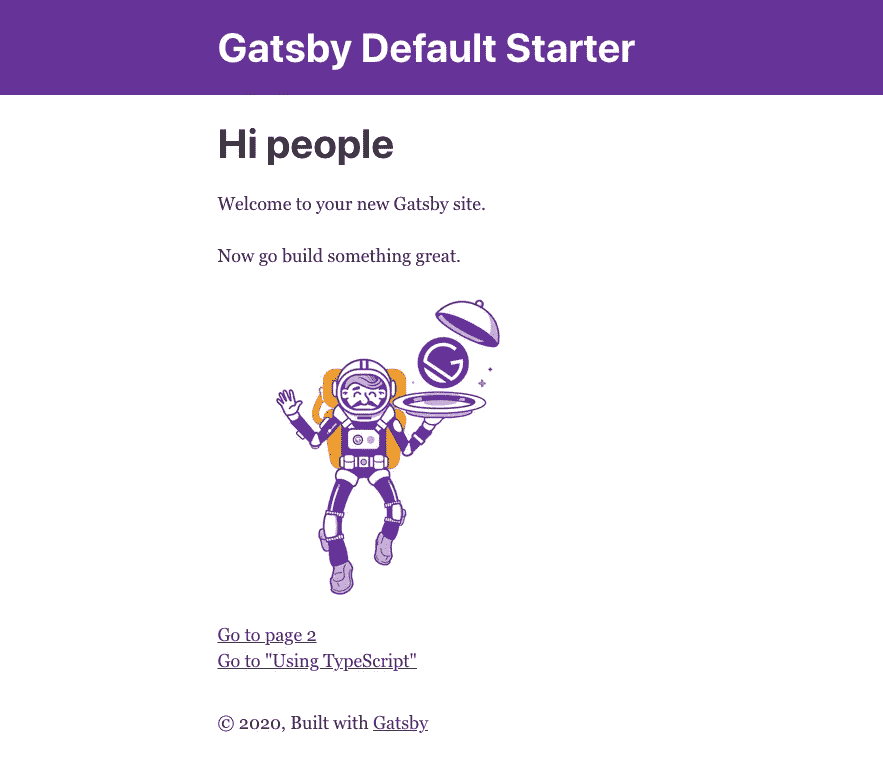 Gatsby Default Starter
Hi people
Welcome to your new Gatsby site.
Now go build something great.
Go to page 2
Go to "Using TypeScript"
© 2020, Built with Gatsby